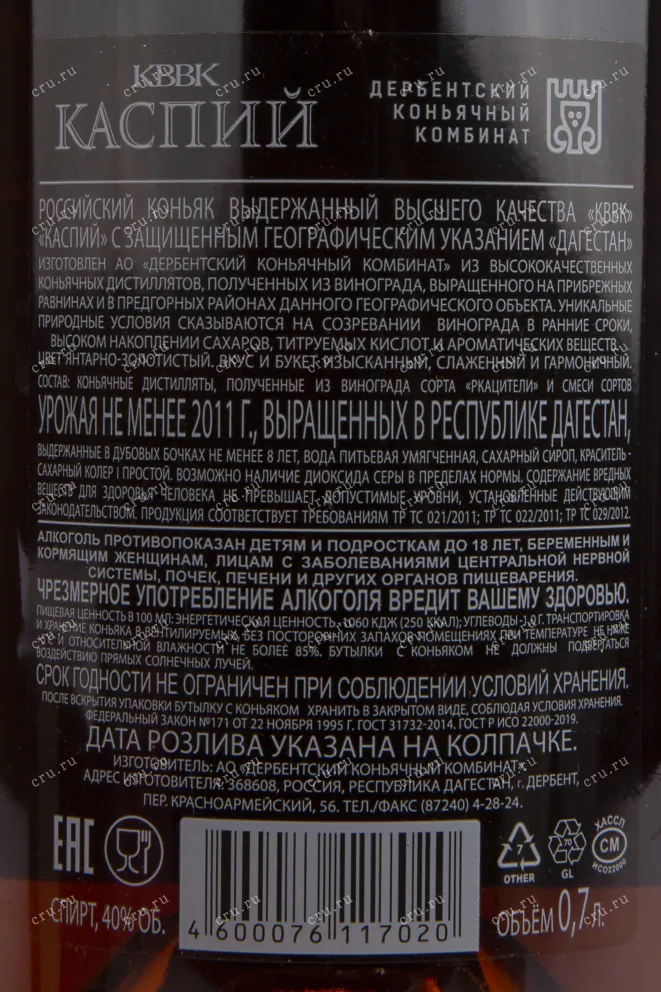 КВВК
КАСПИЙ
ДЕРБЕНТСКИЙ
КОНЬЯЧНЫЙ
КОМБИНАТ
РОССИЙСКИЙ КОНЬЯК ВЫДЕРЖАННЫЙ ВЫСШЕГО КАЧЕСТВА «КВВК»
«КАСПИЙ» С ЗАЩИЩЕННЫМ ГЕОГРАФИЧЕСКИМ УКАЗАНИЕМ «ДАГЕСТАН»
ИЗГОТОВЛЕН АО «ДЕРБЕНТСКИЙ КОНЬЯЧНЫЙ КОМБИНАТ» ИЗ ВЫСОКОКАЧЕСТВЕННЫХ
КОНЬЯЧНЫХ ДИСТИЛЛЯТОВ, ПОЛУЧЕННЫХ ИЗ ВИНОГРАДА, ВЫРАЩЕННОГО НА ПРИБРЕЖНЫХ
РАВНИНАХ И В ПРЕДГОРНЫХ РАЙОНАХ ДАННОГО ГЕОГРАФИЧЕСКОГО ОБЪЕКТА. УНИКАЛЬНЫЕ
ПРИРОДНЫЕ УСЛОВИЯ СКАЗЫВАЮТСЯ НА СОЗРЕВАНИИ ВИНОГРАДА В РАННИЕ СРОКИ,
ВЫСОКОМ НАКОПЛЕНИИ САХАРОВ, ТИТРУЕМЫХ КИСЛОТ И АРОМАТИЧЕСКИХ ВЕЩЕСТВ.
ЦВЕТ ЯНТАРНО-ЗОЛОТИСТЫЙ. ВКУС И БУКЕТ ИЗЫСКАННЫЙ, СЛАЖЕННЫЙ И ГАРМОНИЧНЫЙ.
СОСТАВ: КОНЬЯЧНЫЕ ДИСТИЛЛЯТЫ, ПОЛУЧЕННЫЕ ИЗ ВИНОГРАДА СОРТА «РКАЦИТЕЛИ» И СМЕСИ СОРТОВ
УРОЖАЯ НЕ МЕНЕЕ 2011 Г., ВЫРАЩЕННЫХ В РЕСПУБЛИКЕ ДАГЕСТАН,
ВЫДЕРЖАННЫЕ В ДУБОВЫХ БОЧКАХ НЕ МЕНЕЕ 8 ЛЕТ, ВОДА ПИТЬЕВАЯ УМЯГЧЕННАЯ, САХАРНЫЙ СИРОП, КРАСИТЕЛЬ -
САХАРНЫЙ КОЛЕР I ПРОСТОЙ. ВОЗМОЖНО НАЛИЧИЕ ДИОКСИДА СЕРЫ В ПРЕДЕЛАХ НОРМЫ. СОДЕРЖАНИЕ ВРЕДНЫХ
ВЕЩЕСТВ ДЛЯ ЗДОРОВЬЯ ЧЕЛОВЕКА НЕ ПРЕВЫШАЕТ ДОПУСТИМЫЕ УРОВНИ, УСТАНОВЛЕННЫЕ ДЕЙСТВУЮЩИМ
ЗАКОНОДАТЕЛЬСТВОМ. ПРОДУКЦИЯ СООТВЕТСТВУЕТ ТРЕБОВАНИЯМ ТР ТС 021/2011; ТР ТС 022/2011; ТР ТС 029/2012.
АЛКОГОЛЬ ПРОТИВОПОКАЗАН ДЕТЯМ И ПОДРОСТКАМ ДО 18 ЛЕТ, БЕРЕМЕННЫМ И
КОРМЯЩИМ ЖЕНЩИНАМ, ЛИЦАМ С ЗАБОЛЕВАНИЯМИ ЦЕНТРАЛЬНОЙ НЕРВНОЙ
СИСТЕМЫ, ПОЧЕК, ПЕЧЕНИ И ДРУГИХ ОРГАНОВ ПИЩЕВАРЕНИЯ.
ЧРЕЗМЕРНОЕ УПОТРЕБЛЕНИЕ АЛКОГОЛЯ ВРЕДИТ ВАШЕМУ ЗДОРОВЬЮ.
ПИЩЕВАЯ ЦЕННОСТЬ В 100 МЛ: ЭНЕРГЕТИЧЕСКАЯ ЦЕННОСТЬ - 1060 КДЖ (250 ККАЛ); УГЛЕВОДЫ - 1,0 Г. ТРАНСПОРТИРОВКА
И ХРАНЕНИЕ КОНЬЯКА В ВЕНТИЛИРУЕМЫХ, БЕЗ ПОСТОРОННИХ ЗАПАХОВ ПОМЕЩЕНИЯХ ПРИ ТЕМПЕРАТУРЕ НЕ НИЖЕ
И ОТНОСИТЕЛЬНОЙ ВЛАЖНОСТИ НЕ БОЛЕЕ 85%. БУТЫЛКИ С КОНЬЯКОМ НЕ ДОЛЖНЫ ПОДВЕРГАТЬСЯ
ВОЗДЕЙСТВИЮ ПРЯМЫХ СОЛНЕЧНЫХ ЛУЧЕЙ.
СРОК ГОДНОСТИ НЕ ОГРАНИЧЕН ПРИ СОБЛЮДЕНИИ УСЛОВИЙ ХРАНЕНИЯ.
ПОСЛЕ ВСКРЫТИЯ УПАКОВКИ БУТЫЛКУ С КОНЬЯКОМ ХРАНИТЬ В ЗАКРЫТОМ ВИДЕ, СОБЛЮДАЯ УСЛОВИЯ ХРАНЕНИЯ.
ФЕДЕРАЛЬНЫЙ ЗАКОН №171 ОТ 22 НОЯБРЯ 1995 Г. ГОСТ 31732-2014. ГОСТ Р ИСО 22000-2019.
ДАТА РОЗЛИВА УКАЗАНА НА КОЛПАЧКЕ.
ИЗГОТОВИТЕЛЬ: АО «ДЕРБЕНТСКИЙ КОНЬЯЧНЫЙ КОМБИНАТ».
АДРЕС ИЗГОТОВИТЕЛЯ: 368608, РОССИЯ, РЕСПУБЛИКА ДАГЕСТАН, Г. ДЕРБЕНТ,
ПЕР. КРАСНОАРМЕЙСКИЙ, 56. ТЕЛ./ФАКС (87240) 4-28-24.
EAC
7
OTHER
70
GL
ХАССП
СМ
ИСО22000
СПИРТ, 40% ОБ.
4 600076 117020
ОБЪЁМ 0,7 Л.
cru.ru